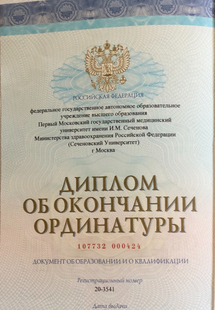 РОССИЙСКАЯ ФЕДЕРАЦИЯ
федеральное государственное автономное образовательное
учреждение высшего образования
Первый Московский государственный медицинский
университет имени И.М. Сеченова
Министерства здравоохранения Российской Федерации
(Сеченовский Университет)
г Москва
ДИПЛОМ
ОБ ОКОНЧАНИИ
ОРДИНАТУРЫ
107732 000424
ДОКУМЕНТ ОБ ОБРАЗОВАНИИ И О КВАЛИФИКАЦИИ
Регистрационный номер
20-3541
Дата выдачи